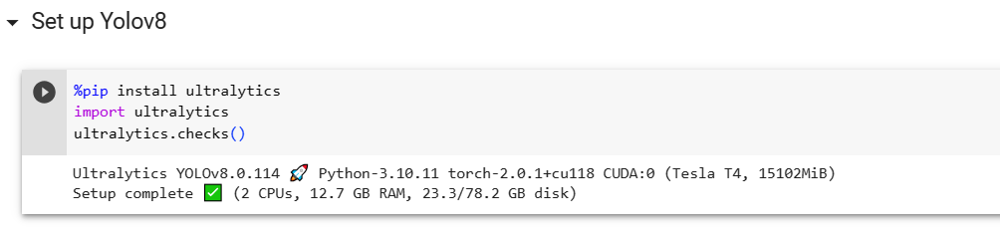 Set up Yolov8
%pip install ultralytics
import ultralytics
ultralytics.checks()
Ultralytics YOLOv8.0.114 🚀 Python-3.10.11 torch-2.0.1+cu118 CUDA:0 (Tesla T4, 15102MiB)
Setup complete ✅ (2 CPUs, 12.7 GB RAM, 23.3/78.2 GB disk)